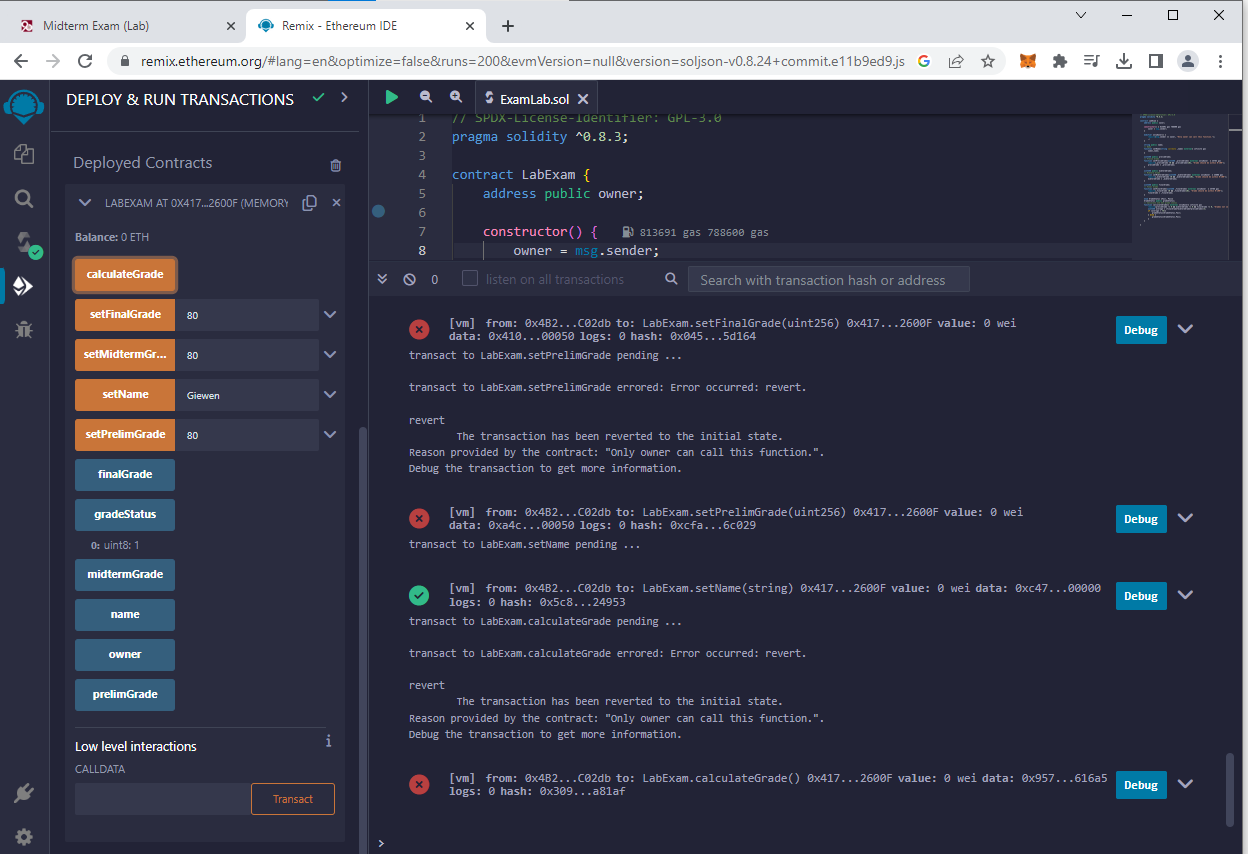 Midterm Exam (Lab)
Remix - Ethereum IDE
remix.ethereum.org/#lang=en&optimize=false&runs=200&evmVersion=null&version=soljson-v0.8.24+commit.e11b9ed9.js
DEPLOY & RUN TRANSACTIONS
Deployed Contracts
LABEXAM AT 0X417...2600F (MEMORY
Balance: 0 ETH
calculateGrade
setFinalGrade 80
setMidtermGr... 80
setName Giewen
setPrelimGrade 80
finalGrade
gradeStatus
0: uint8: 1
midtermGrade
name
owner
prelimGrade
Low level interactions
i
CALLDATA
Transact
ExamLab.sol
1 // SPDX-License-Identifier: GPL-3.0
2 pragma solidity ^0.8.3;
3
4 contract LabExam {
5 address public owner;
6
7 constructor() { 813691 gas 788600 gas
8 owner = msg.sender;
0 listen on all transactions Search with transaction hash or address
[vm] from: 0x4B2...C02db to: LabExam.setFinalGrade(uint256) 0x417...2600F value: 0 wei
data: 0x410...00050 logs: 0 hash: 0x045...5d164
Debug
transact to LabExam.setPrelimGrade pending ...
transact to LabExam.setPrelimGrade errored: Error occurred: revert.
revert
The transaction has been reverted to the initial state.
Reason provided by the contract: "Only owner can call this function.".
Debug the transaction to get more information.
[vm] from: 0x4B2...C02db to: LabExam.setPrelimGrade(uint256) 0x417...2600F value: 0 wei
data: 0xa4c...00050 logs: 0 hash: 0xcfa...6c029
Debug
transact to LabExam.setName pending ...
[vm] from: 0x4B2...C02db to: LabExam.setName(string) 0x417...2600F value: 0 wei data: 0xc47...00000
logs: 0 hash: 0x5c8...24953
Debug
transact to LabExam.calculateGrade pending ...
transact to LabExam.calculateGrade errored: Error occurred: revert.
revert
The transaction has been reverted to the initial state.
Reason provided by the contract: "Only owner can call this function.".
Debug the transaction to get more information.
[vm] from: 0x4B2...C02db to: LabExam.calculateGrade() 0x417...2600F value: 0 wei data: 0x957...616a5
logs: 0 hash: 0x309...a81af
Debug
>